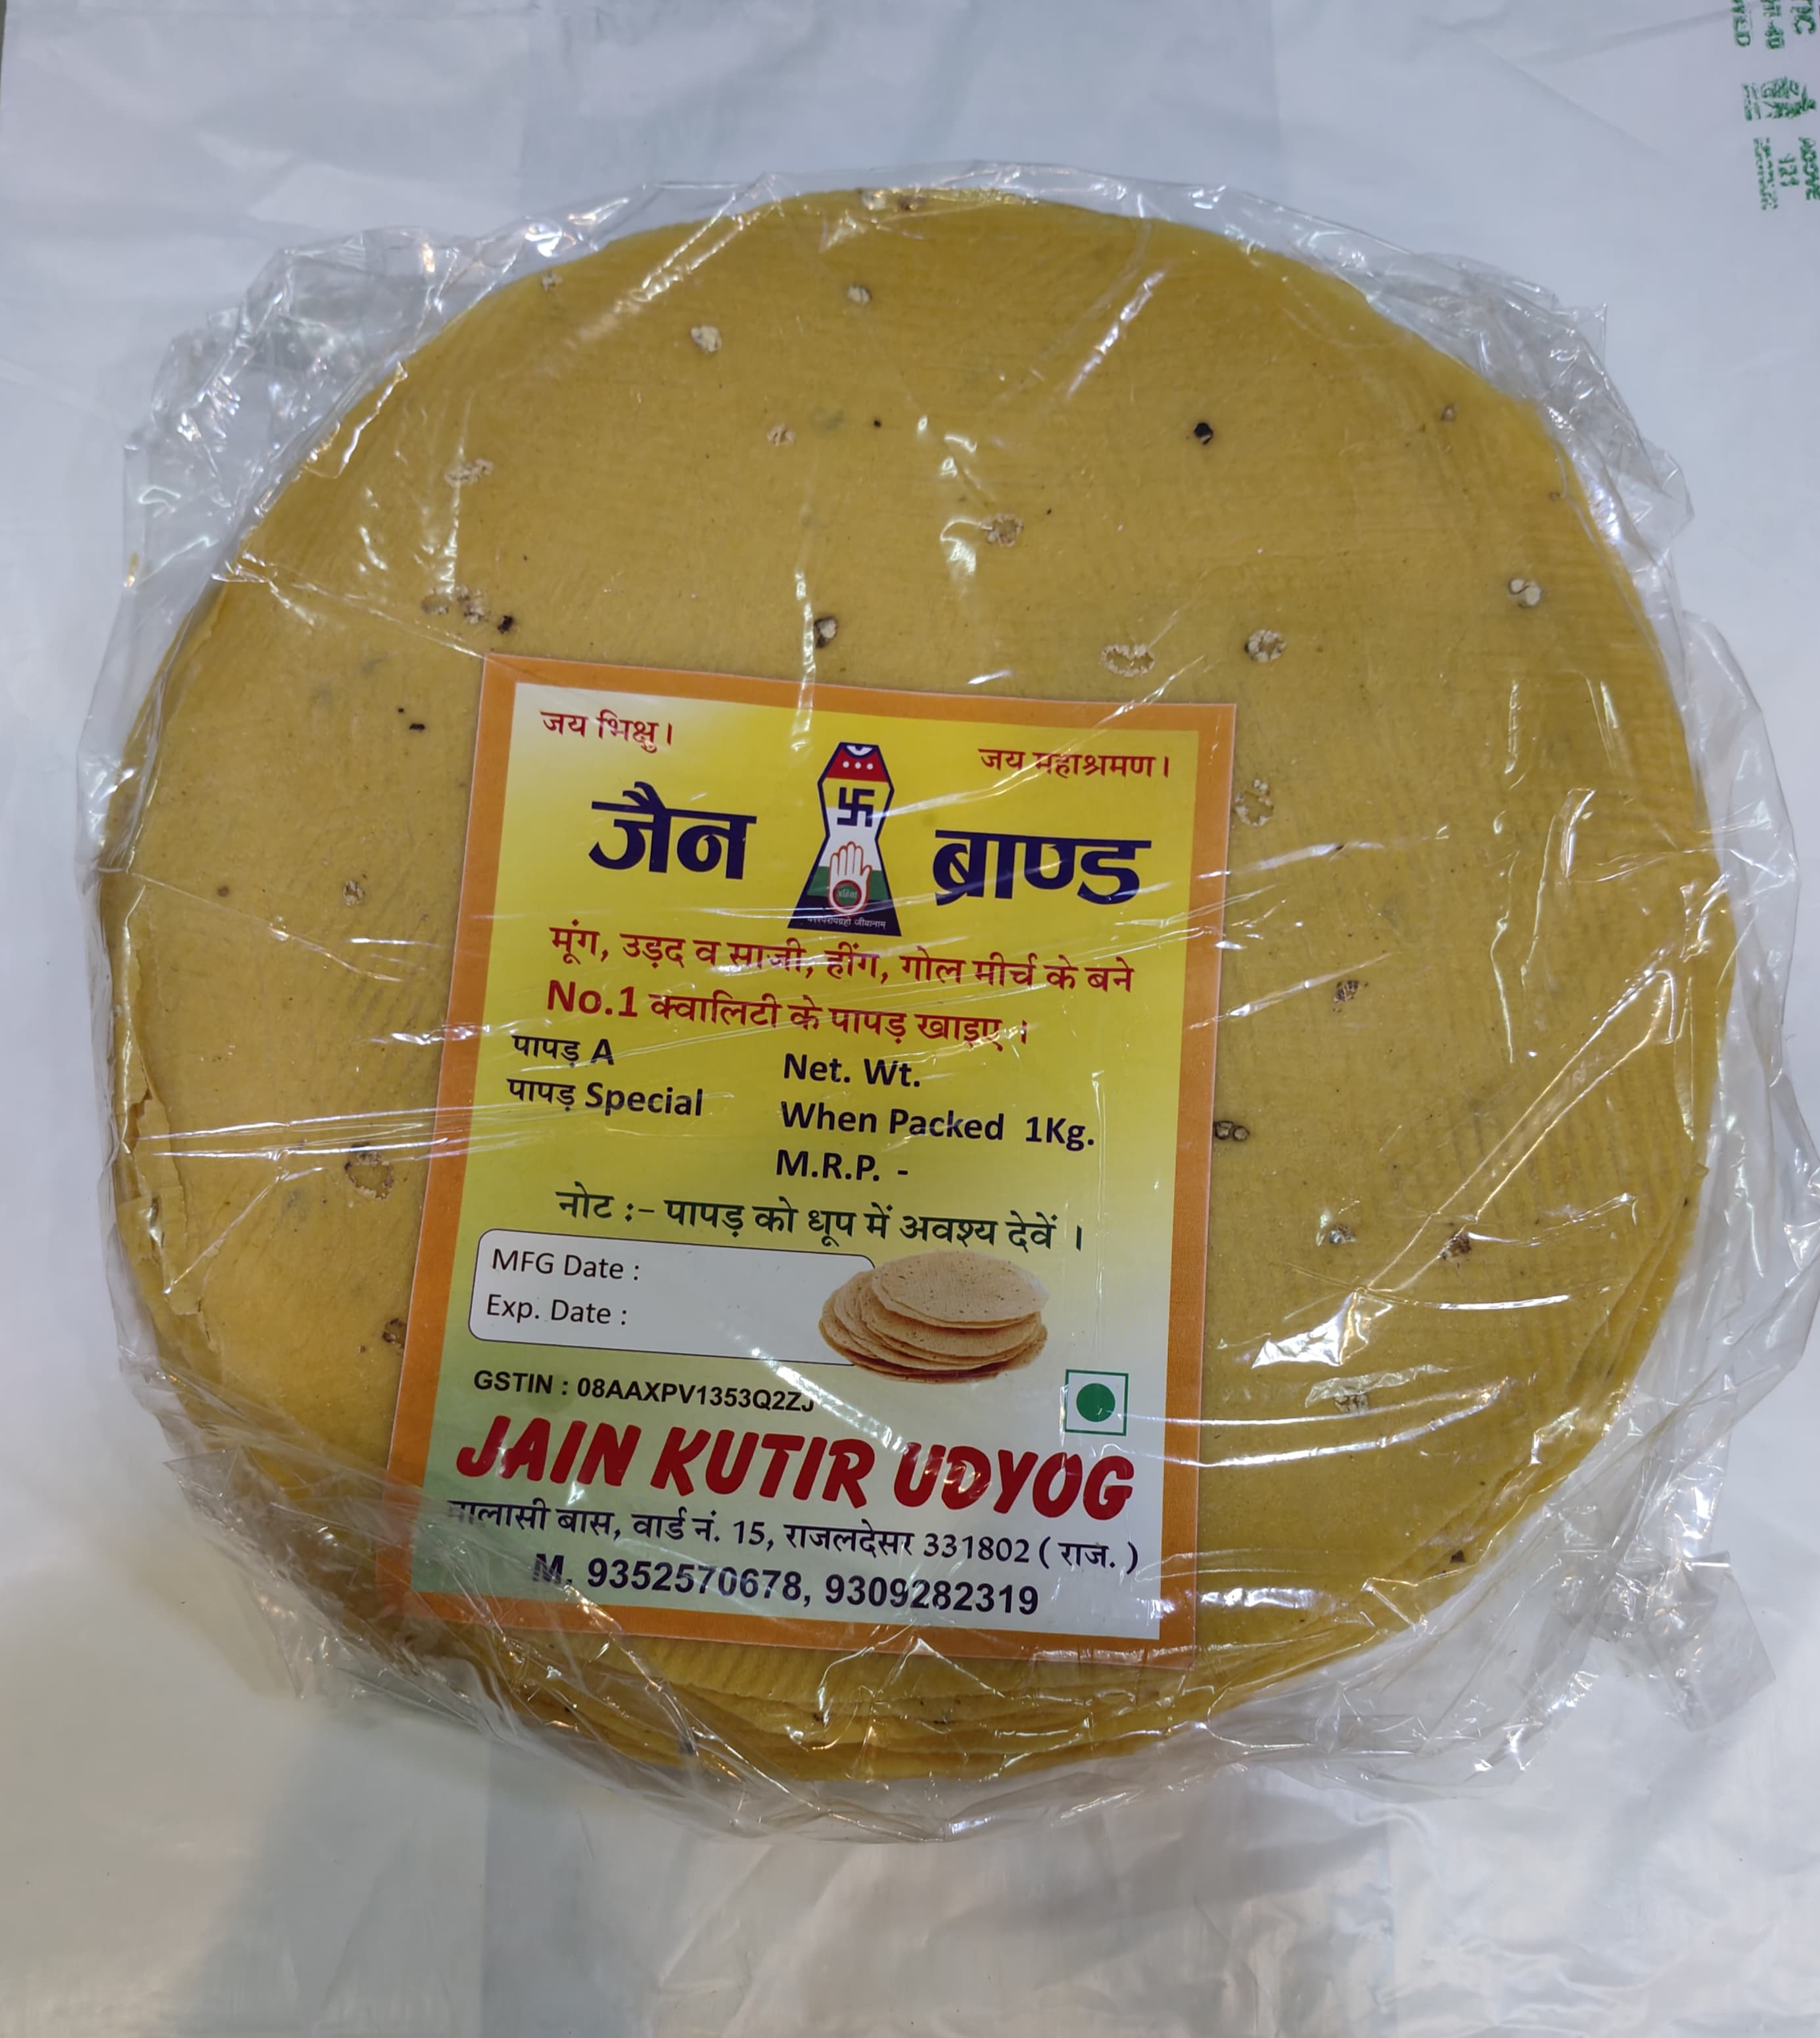 जय भिक्षु।
जय महाश्रमण।
जैन ब्राण्ड
मूंग, उड़द व साजी, हींग, गोल मीर्च के बने
No.1 क्वालिटी के पापड़ खाइए ।
पापड़ A
पापड़ Special
Net. Wt.
When Packed 1Kg.
M.R.P. -
नोट :- पापड़ को धूप में अवश्य देवें ।
MFG Date :
Exp. Date :
GSTIN : 08AAXPV1353Q2ZJ
JAIN KUTIR UDYOG
बास, वार्ड नं. 15, राजलदेसर 331802 ( राज. )
M. 9352570678, 9309282319